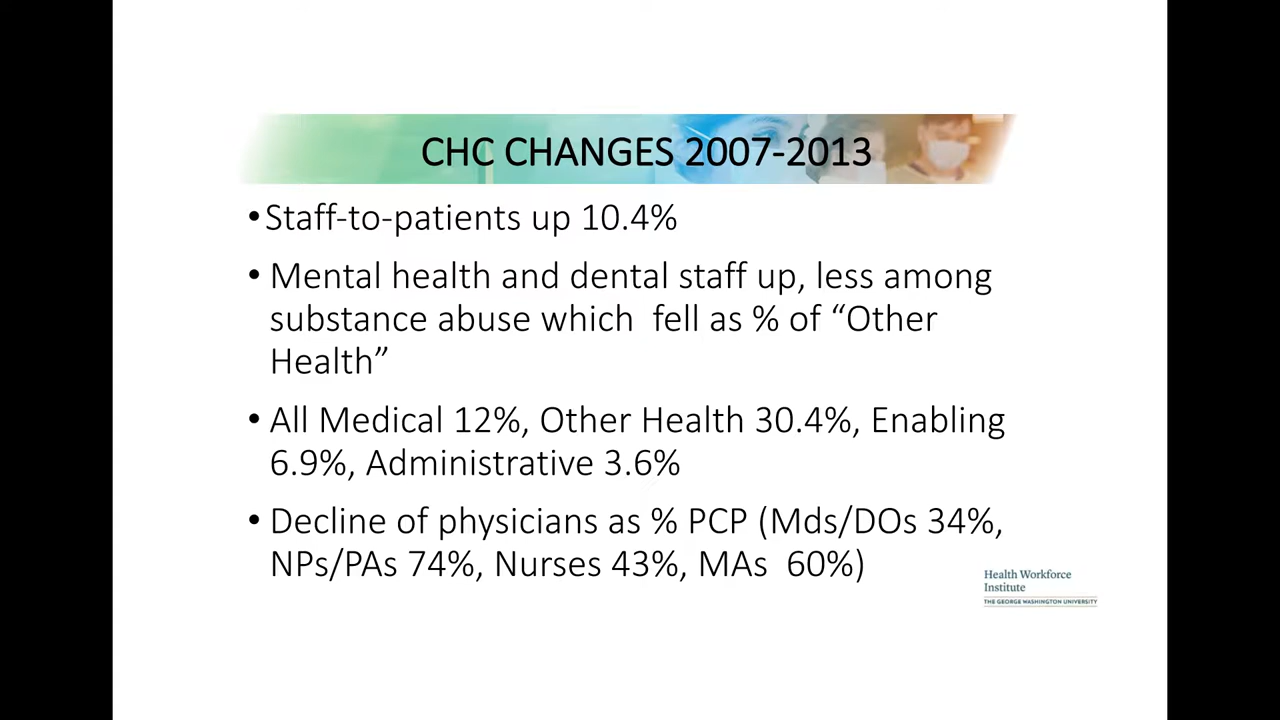 CHC CHANGES 2007-2013
•Staff-to-patients up 10.4%
• Mental health and dental staff up, less among
substance abuse which  fell as % of “Other
Health”
• All Medical 12%, Other Health 30.4%, Enabling
6.9%, Administrative 3.6%
• Decline of physicians as % PCP (Mds/DOs 34%,
NPs/PAs 74%, Nurses 43%, MAs  60%)
Health Workforce
Institute
THE GEORGE WASHINGTON UNIVERSITY